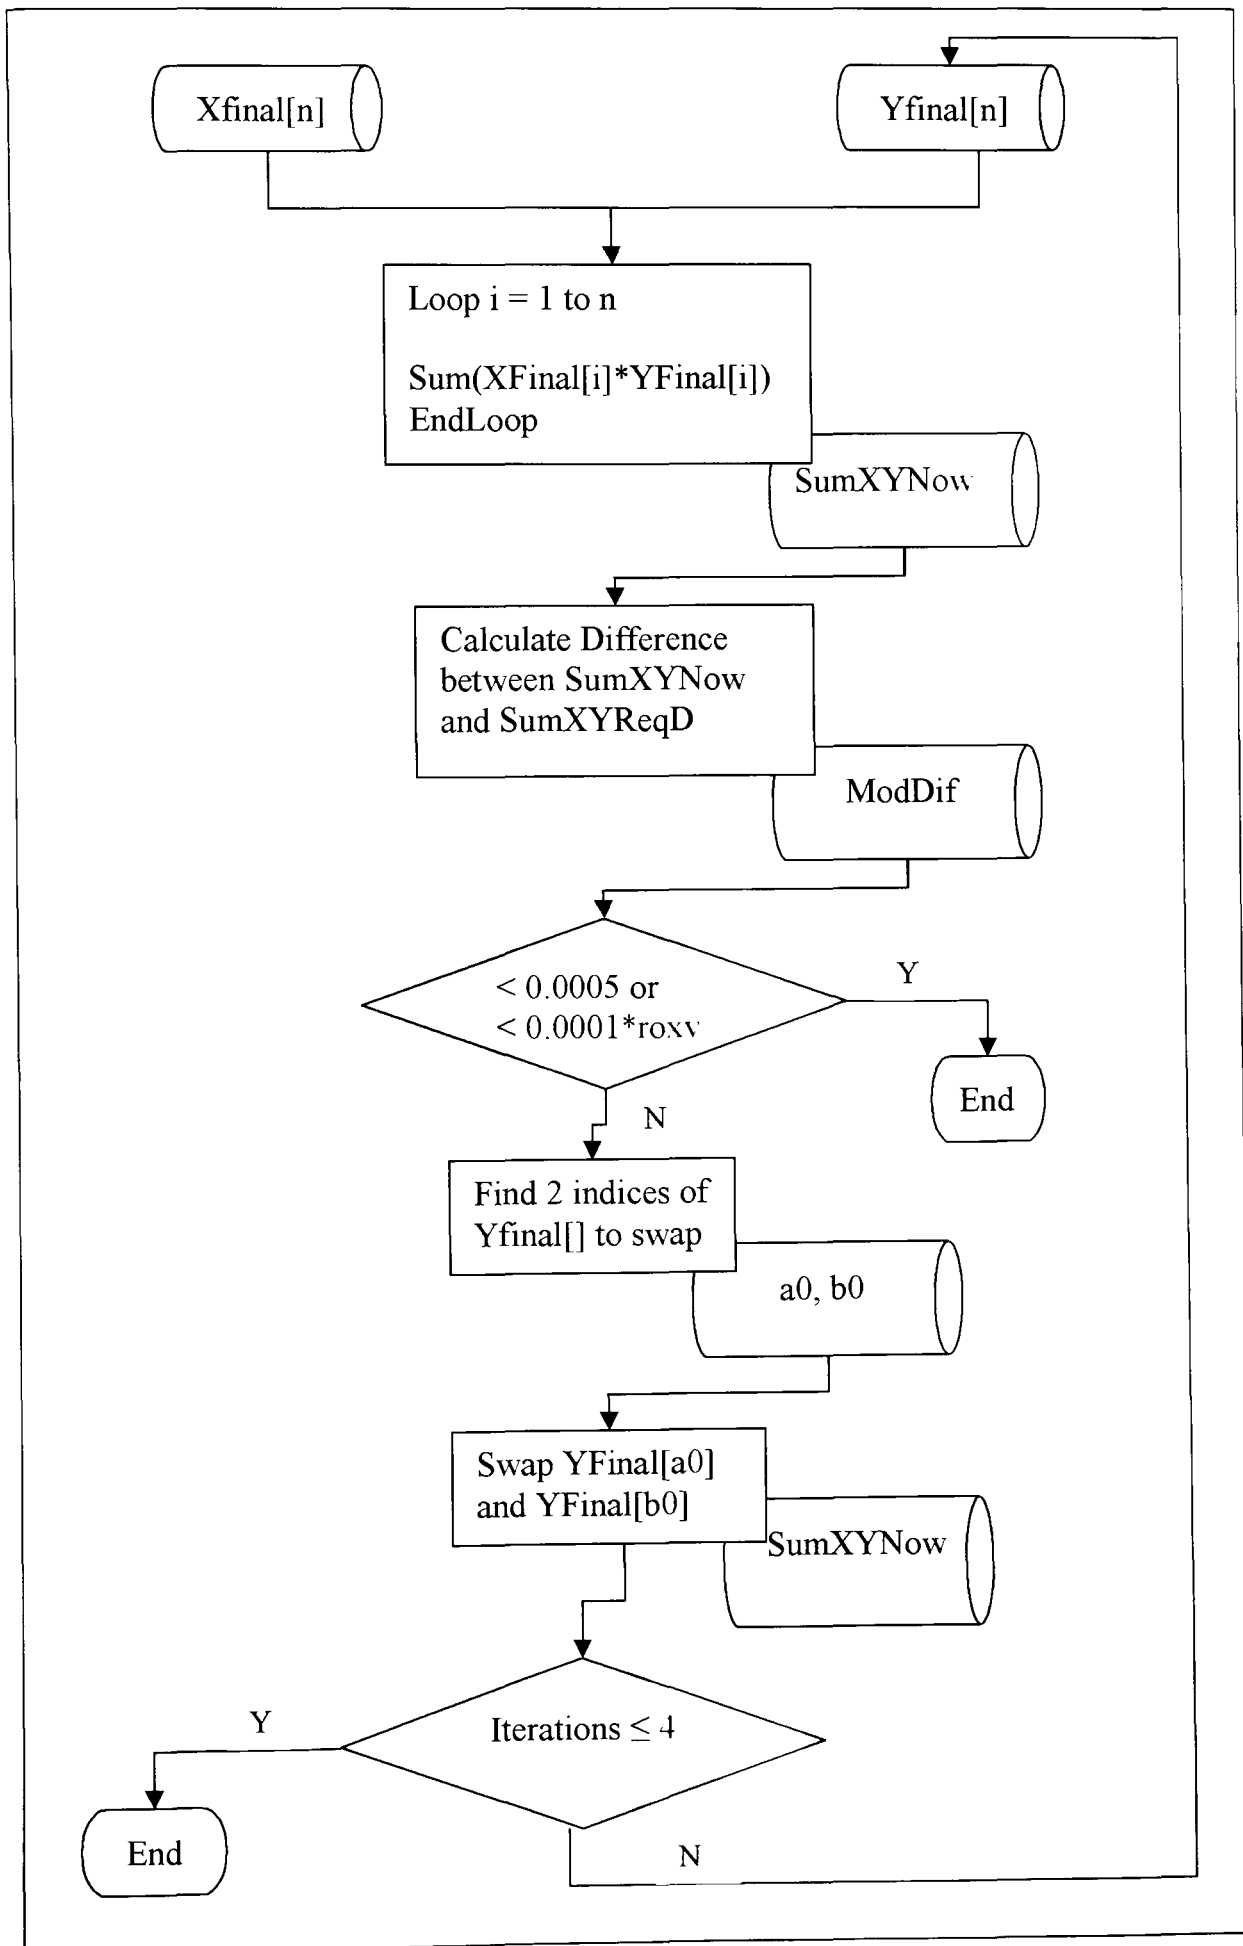 Xfinal[n]
Yfinal[n]
Loop i = 1 to n
Sum(XFinal[i]*YFinal[i])
EndLoop
SumXYNow
Calculate Difference
between SumXYNow
and SumXYReqD
ModDif
< 0.0005 or
< 0.0001*roxy
Y
End
N
Find 2 indices of
Yfinal[] to swap
a0, b0
Swap YFinal[a0]
and YFinal[b0]
SumXYNow
Iterations ≤ 4
Y
End
N